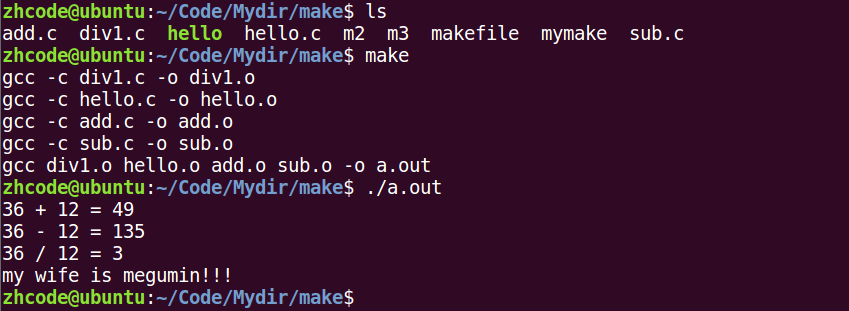 zhcode@ubuntu:~/Code/Mydir/make$ ls
add.c  div1.c  hello  hello.c  m2  m3  makefile  mymake  sub.c
zhcode@ubuntu:~/Code/Mydir/make$ make
gcc -c div1.c -o div1.o
gcc -c hello.c -o hello.o
gcc -c add.c -o add.o
gcc -c sub.c -o sub.o
gcc div1.o hello.o add.o sub.o -o a.out
zhcode@ubuntu:~/Code/Mydir/make$ ./a.out
36 + 12 = 49
36 - 12 = 135
36 / 12 = 3
my wife is megumin!!!
zhcode@ubuntu:~/Code/Mydir/make$